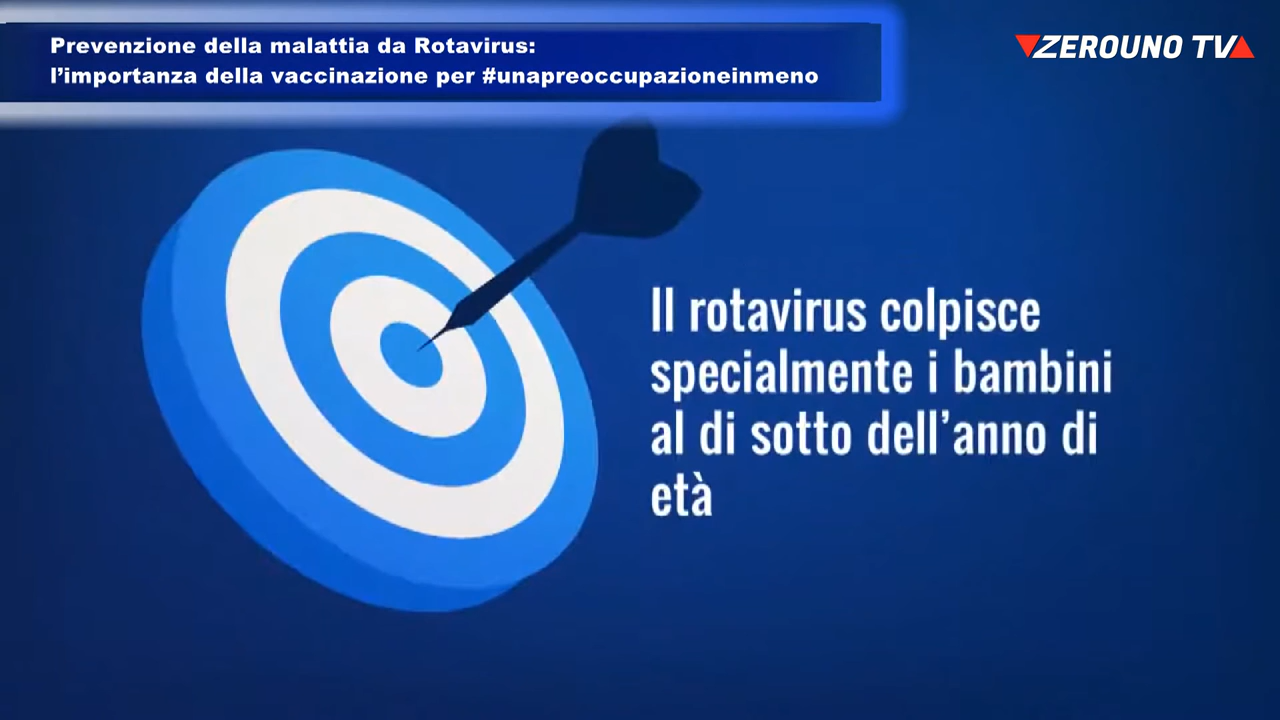 Prevenzione della malattia da Rotavirus:
l'importanza della vaccinazione per #unapreoccupazioneinmeno
ZEROUNO TV
Il rotavirus colpisce
specialmente i bambini
al di sotto dell'anno di
età